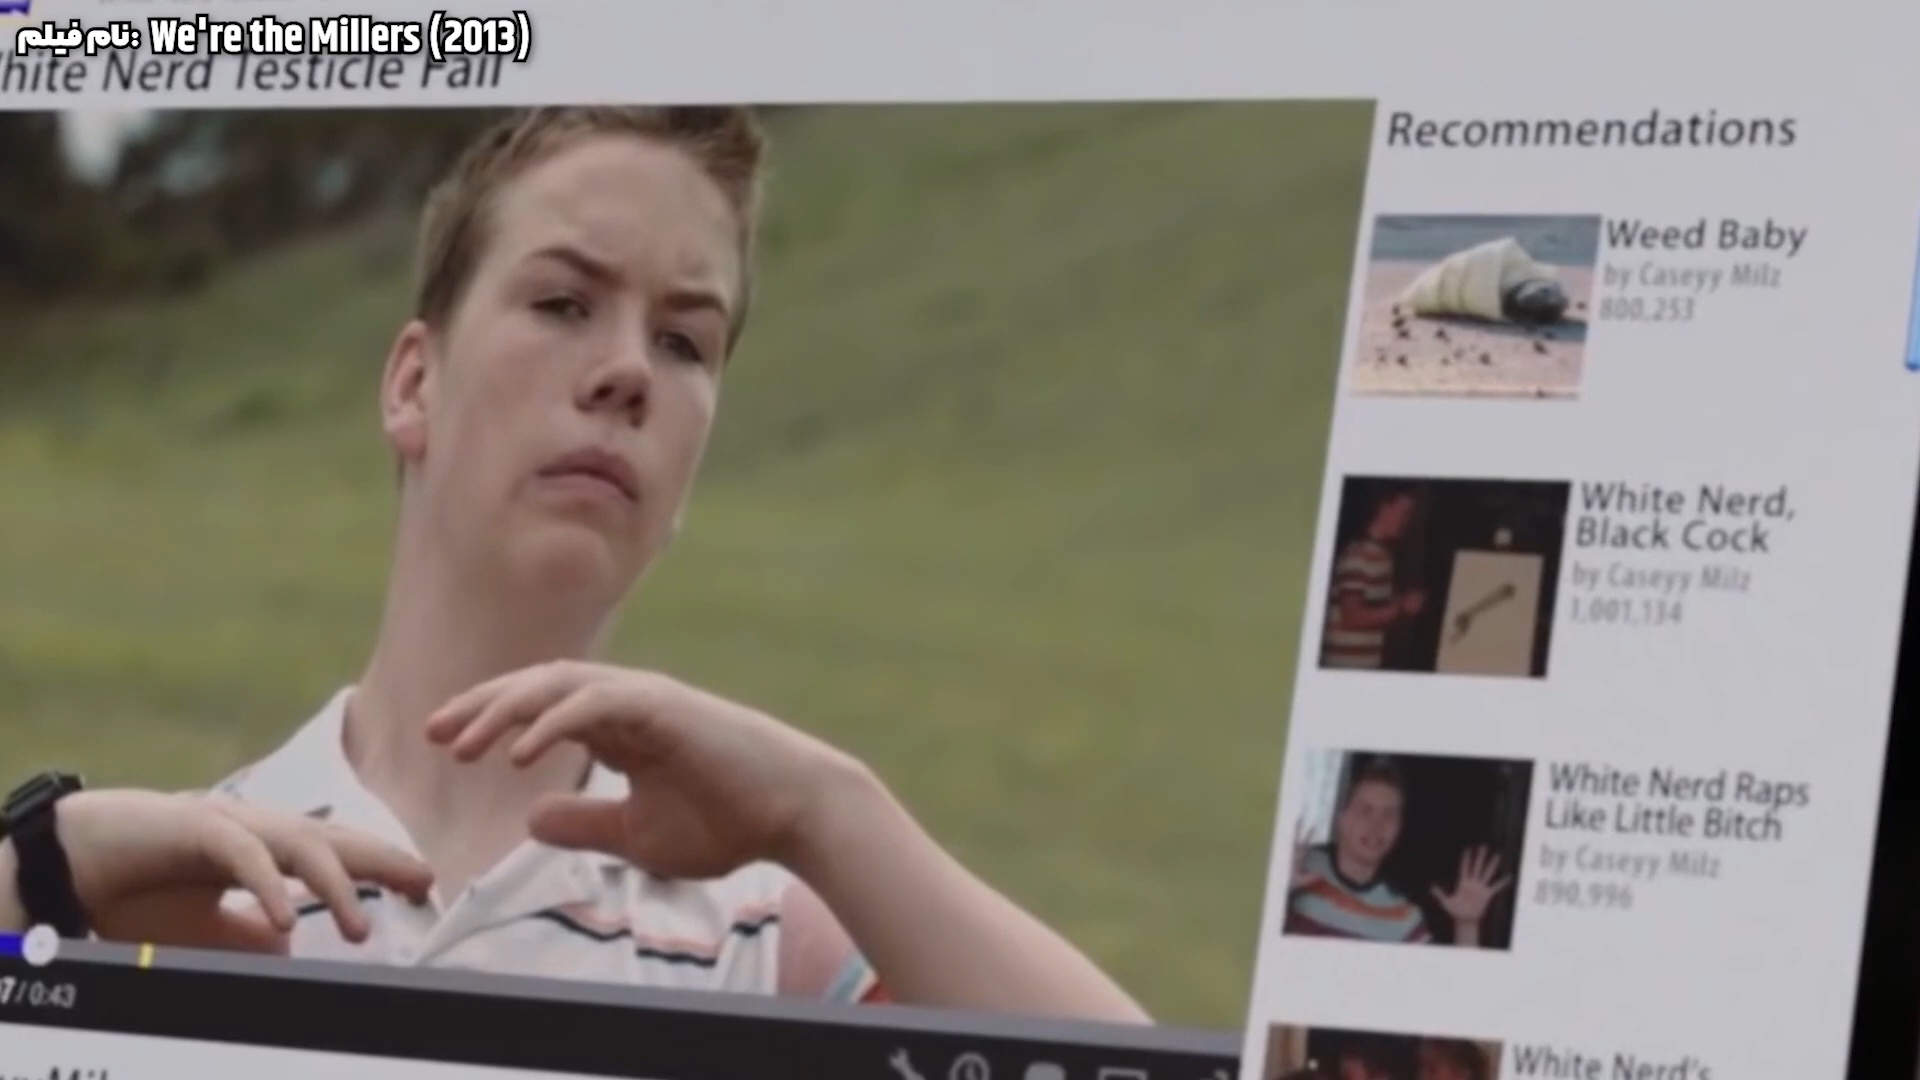 نام فیلم: We're the Millers (2013)
hite Nerd Testicle Fail
Recommendations
Weed Baby
by Caseyy Milz
800,253
White Nerd,
Black Cock
by Caseyy Milz
1,001,134
White Nerd Raps
Like Little Bitch
by Caseyy Milz
890,996
7 / 0:43
White Nerd's